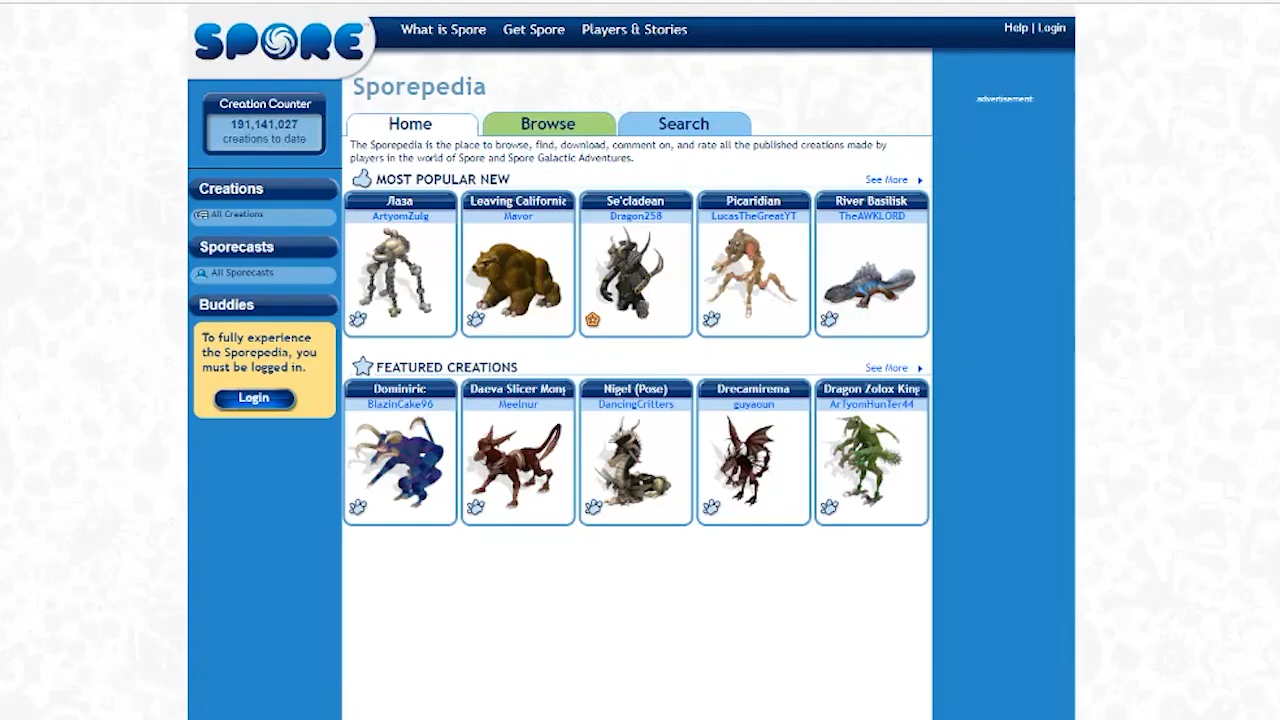 SPORE
What is Spore
Get Spore
Players & Stories
Help | Login
Creation Counter
191,141,027
creations to date
Creations
All Creations
Sporecasts
All Sporecasts
Buddies
To fully experience
the Sporepedia, you
must be logged in.
Login
Sporepedia
Home
Browse
Search
The Sporepedia is the place to browse, find, download, comment on, and rate all the published creations made by
players in the world of Spore and Spore Galactic Adventures.
MOST POPULAR NEW
See More
Лаза
ArtyomZulg
Leaving Californic
Mavor
Se'cladean
Dragon258
Picaridian
LucasTheGreatYT
River Basilisk
TheAWKLORD
FEATURED CREATIONS
See More
Dominiric
BlazinCake96
Daeva Slicer Mong
Meelnur
Nigel (Pose)
DancingCritters
Drecamirema
guyaoun
Dragon Zolox King
ArTyomHunTer44
advertisement: